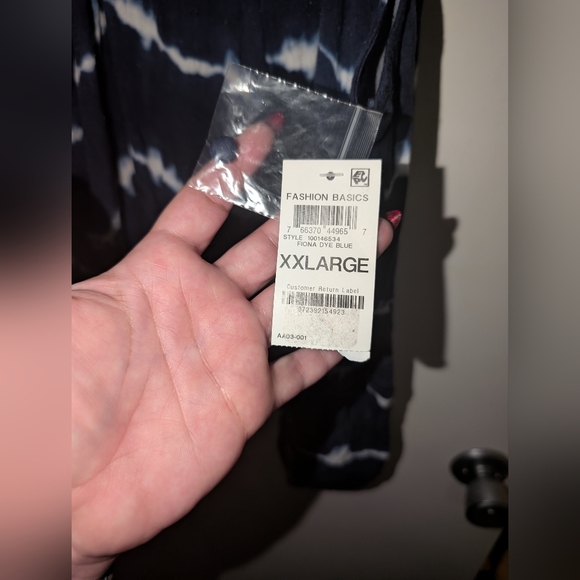 FASHION BASICS
7 66370 44965 7
STYLE 100146534
FIONA DYE BLUE
XXLARGE
Customer Return Label
072392154923
AA03-001